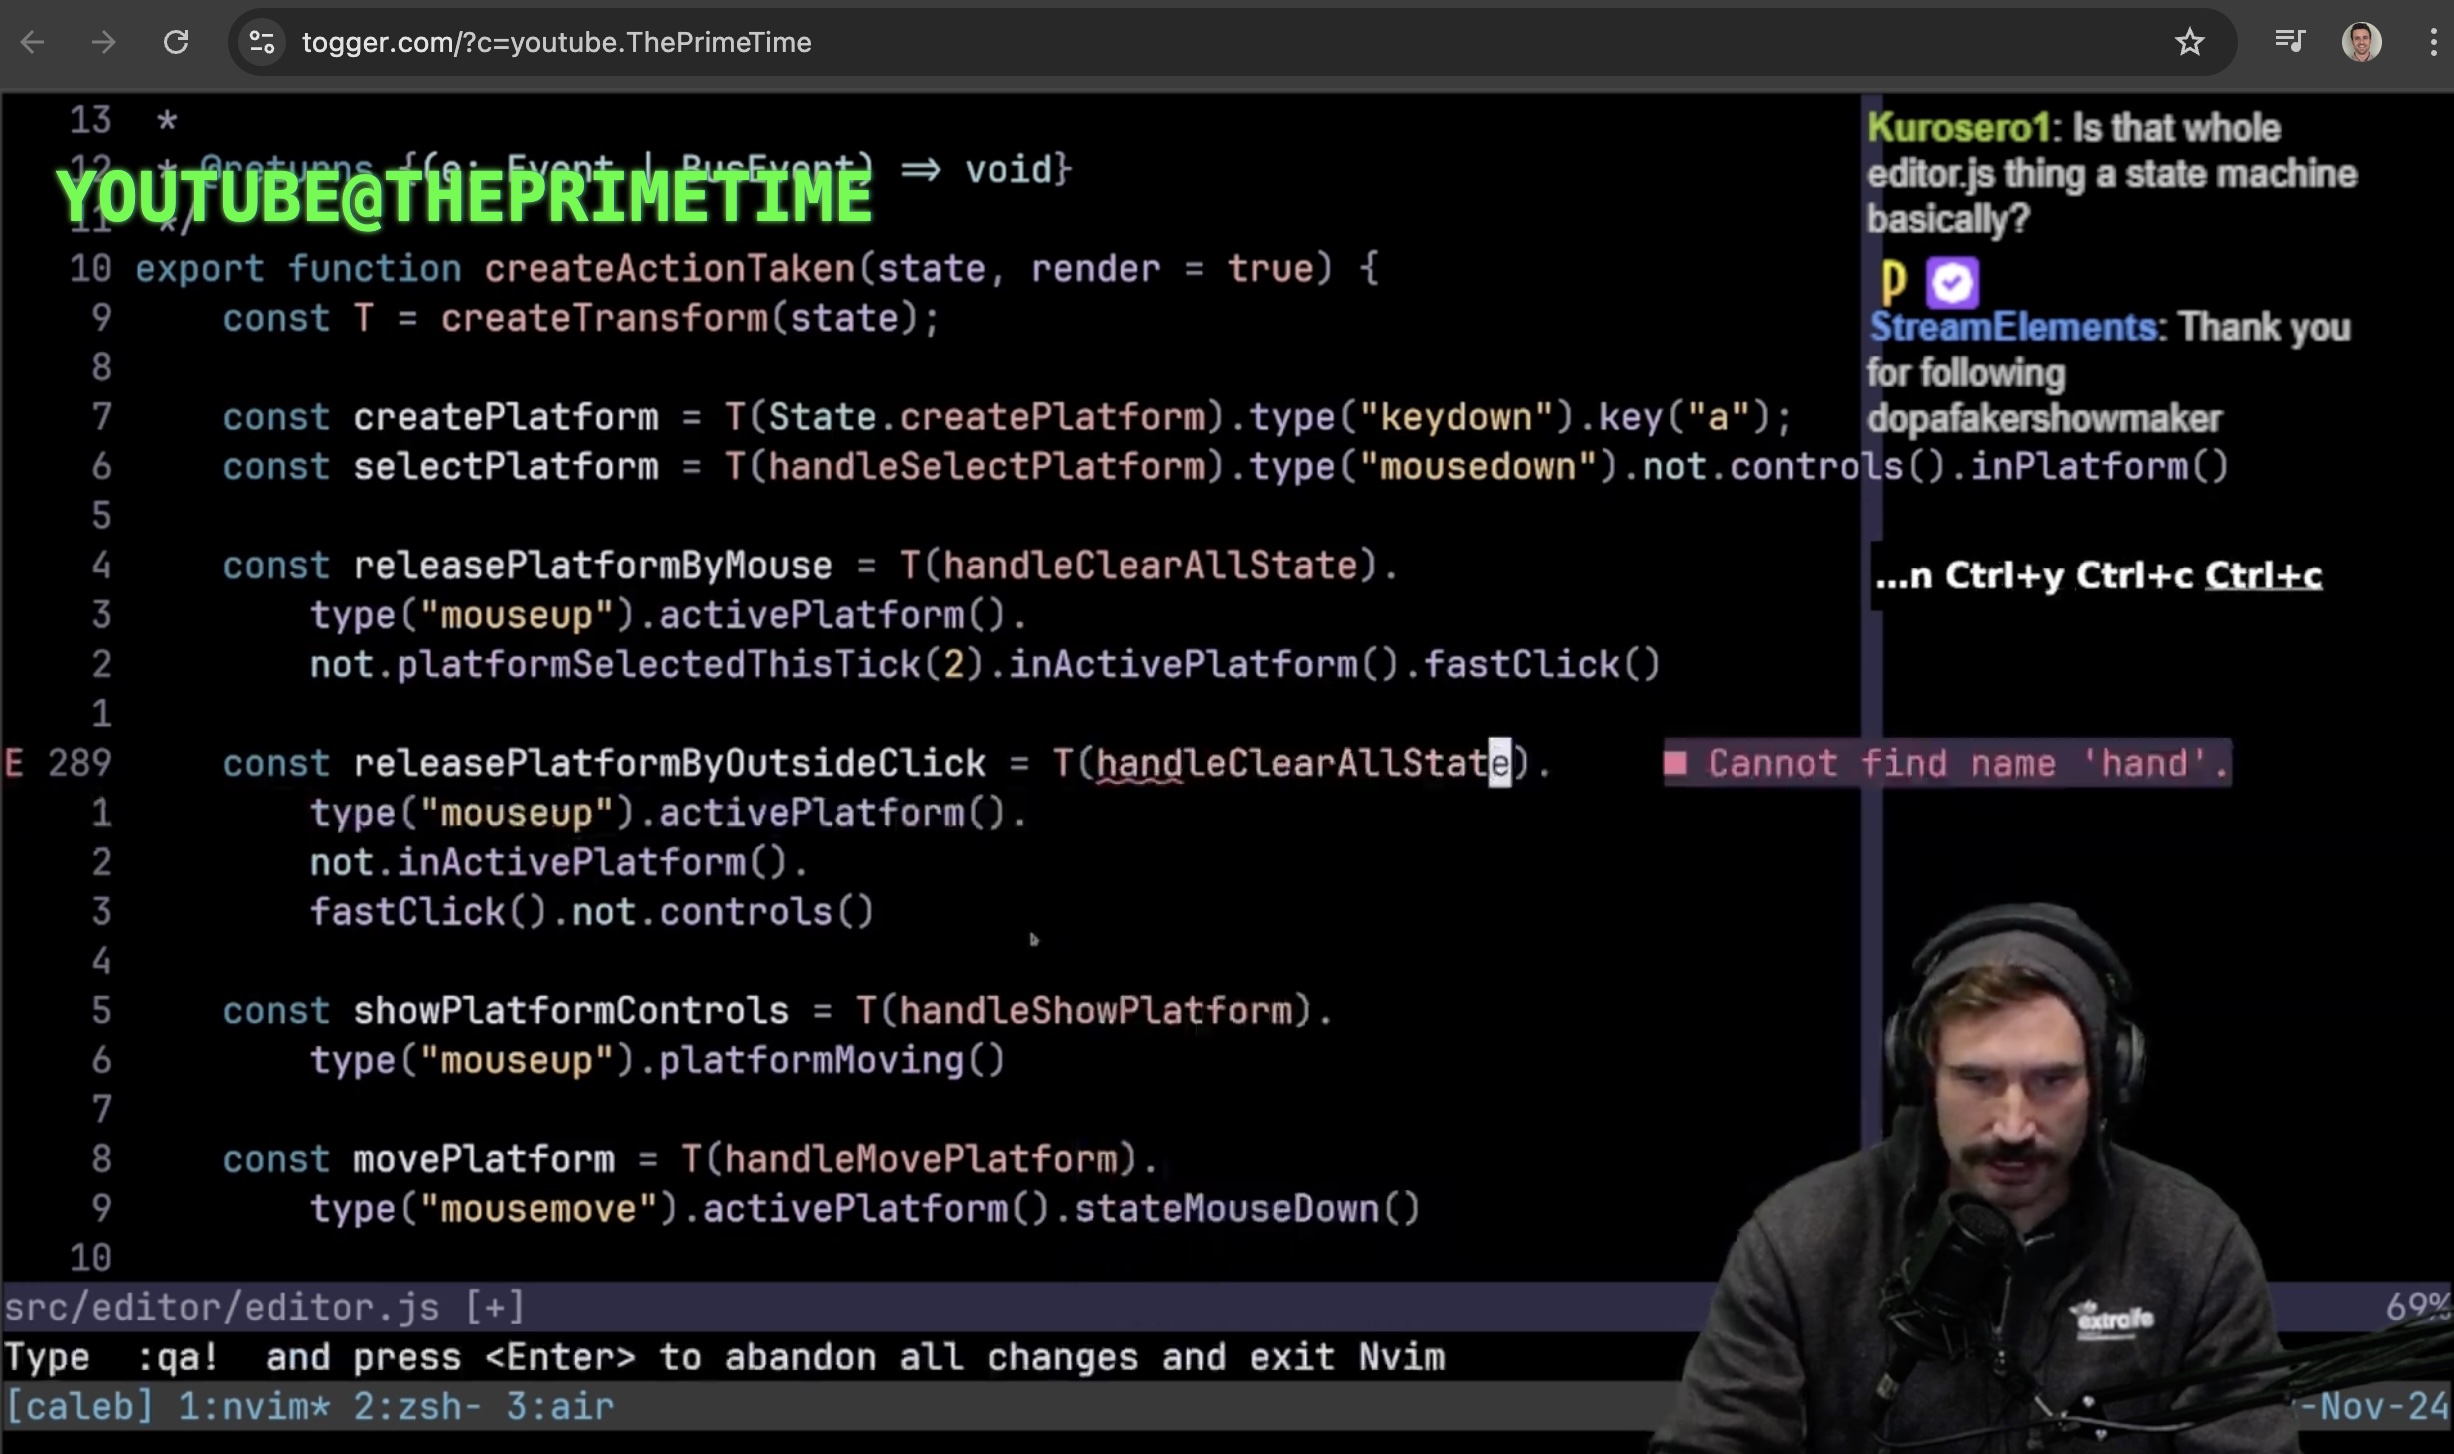 togger.com/?c=youtube.ThePrimeTime
13 *
12 * @returns {(e: Event | BusEvent) => void}
YOUTUBE@THEPRIMETIME
11 */
10 export function createActionTaken(state, render = true) {
9 const T = createTransform(state);
8
7 const createPlatform = T(State.createPlatform).type("keydown").key("a");
6 const selectPlatform = T(handleSelectPlatform).type("mousedown").not.controls().inPlatform()
5
4 const releasePlatformByMouse = T(handleClearAllState).
3 type("mouseup").activePlatform().
2 not.platformSelectedThisTick(2).inActivePlatform().fastClick()
1
E 289 const releasePlatformByOutsideClick = T(handleClearAllState). ■ Cannot find name 'hand'.
1 type("mouseup").activePlatform().
2 not.inActivePlatform().
3 fastClick().not.controls()
4
5 const showPlatformControls = T(handleShowPlatform).
6 type("mouseup").platformMoving()
7
8 const movePlatform = T(handleMovePlatform).
9 type("mousemove").activePlatform().stateMouseDown()
10
src/editor/editor.js [+] 69%
Type :qa! and press <Enter> to abandon all changes and exit Nvim
[caleb] 1:nvim* 2:zsh- 3:air -Nov-24
Kurosero1: Is that whole
editor.js thing a state machine
basically?
StreamElements: Thank you
for following
dopafakershowmaker
...n Ctrl+y Ctrl+c Ctrl+c
extralife